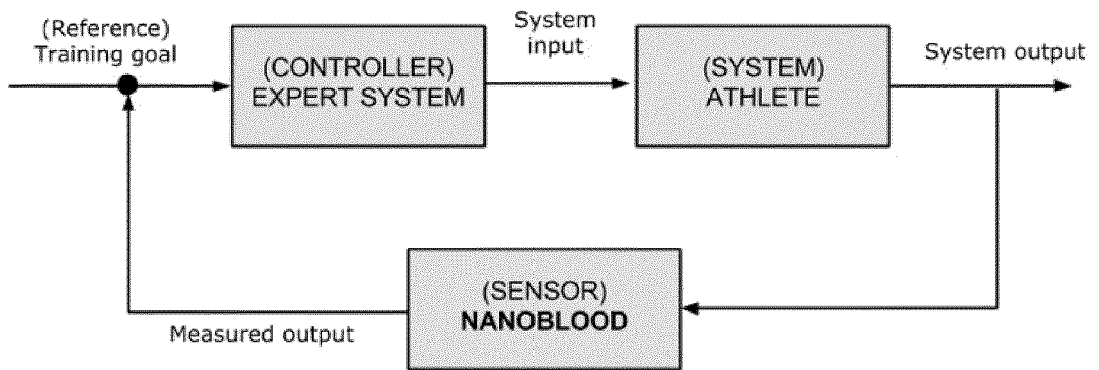 (Reference)
Training goal
(CONTROLLER)
EXPERT SYSTEM
System
input
(SYSTEM)
ATHLETE
System output
(SENSOR)
NANOBLOOD
Measured output